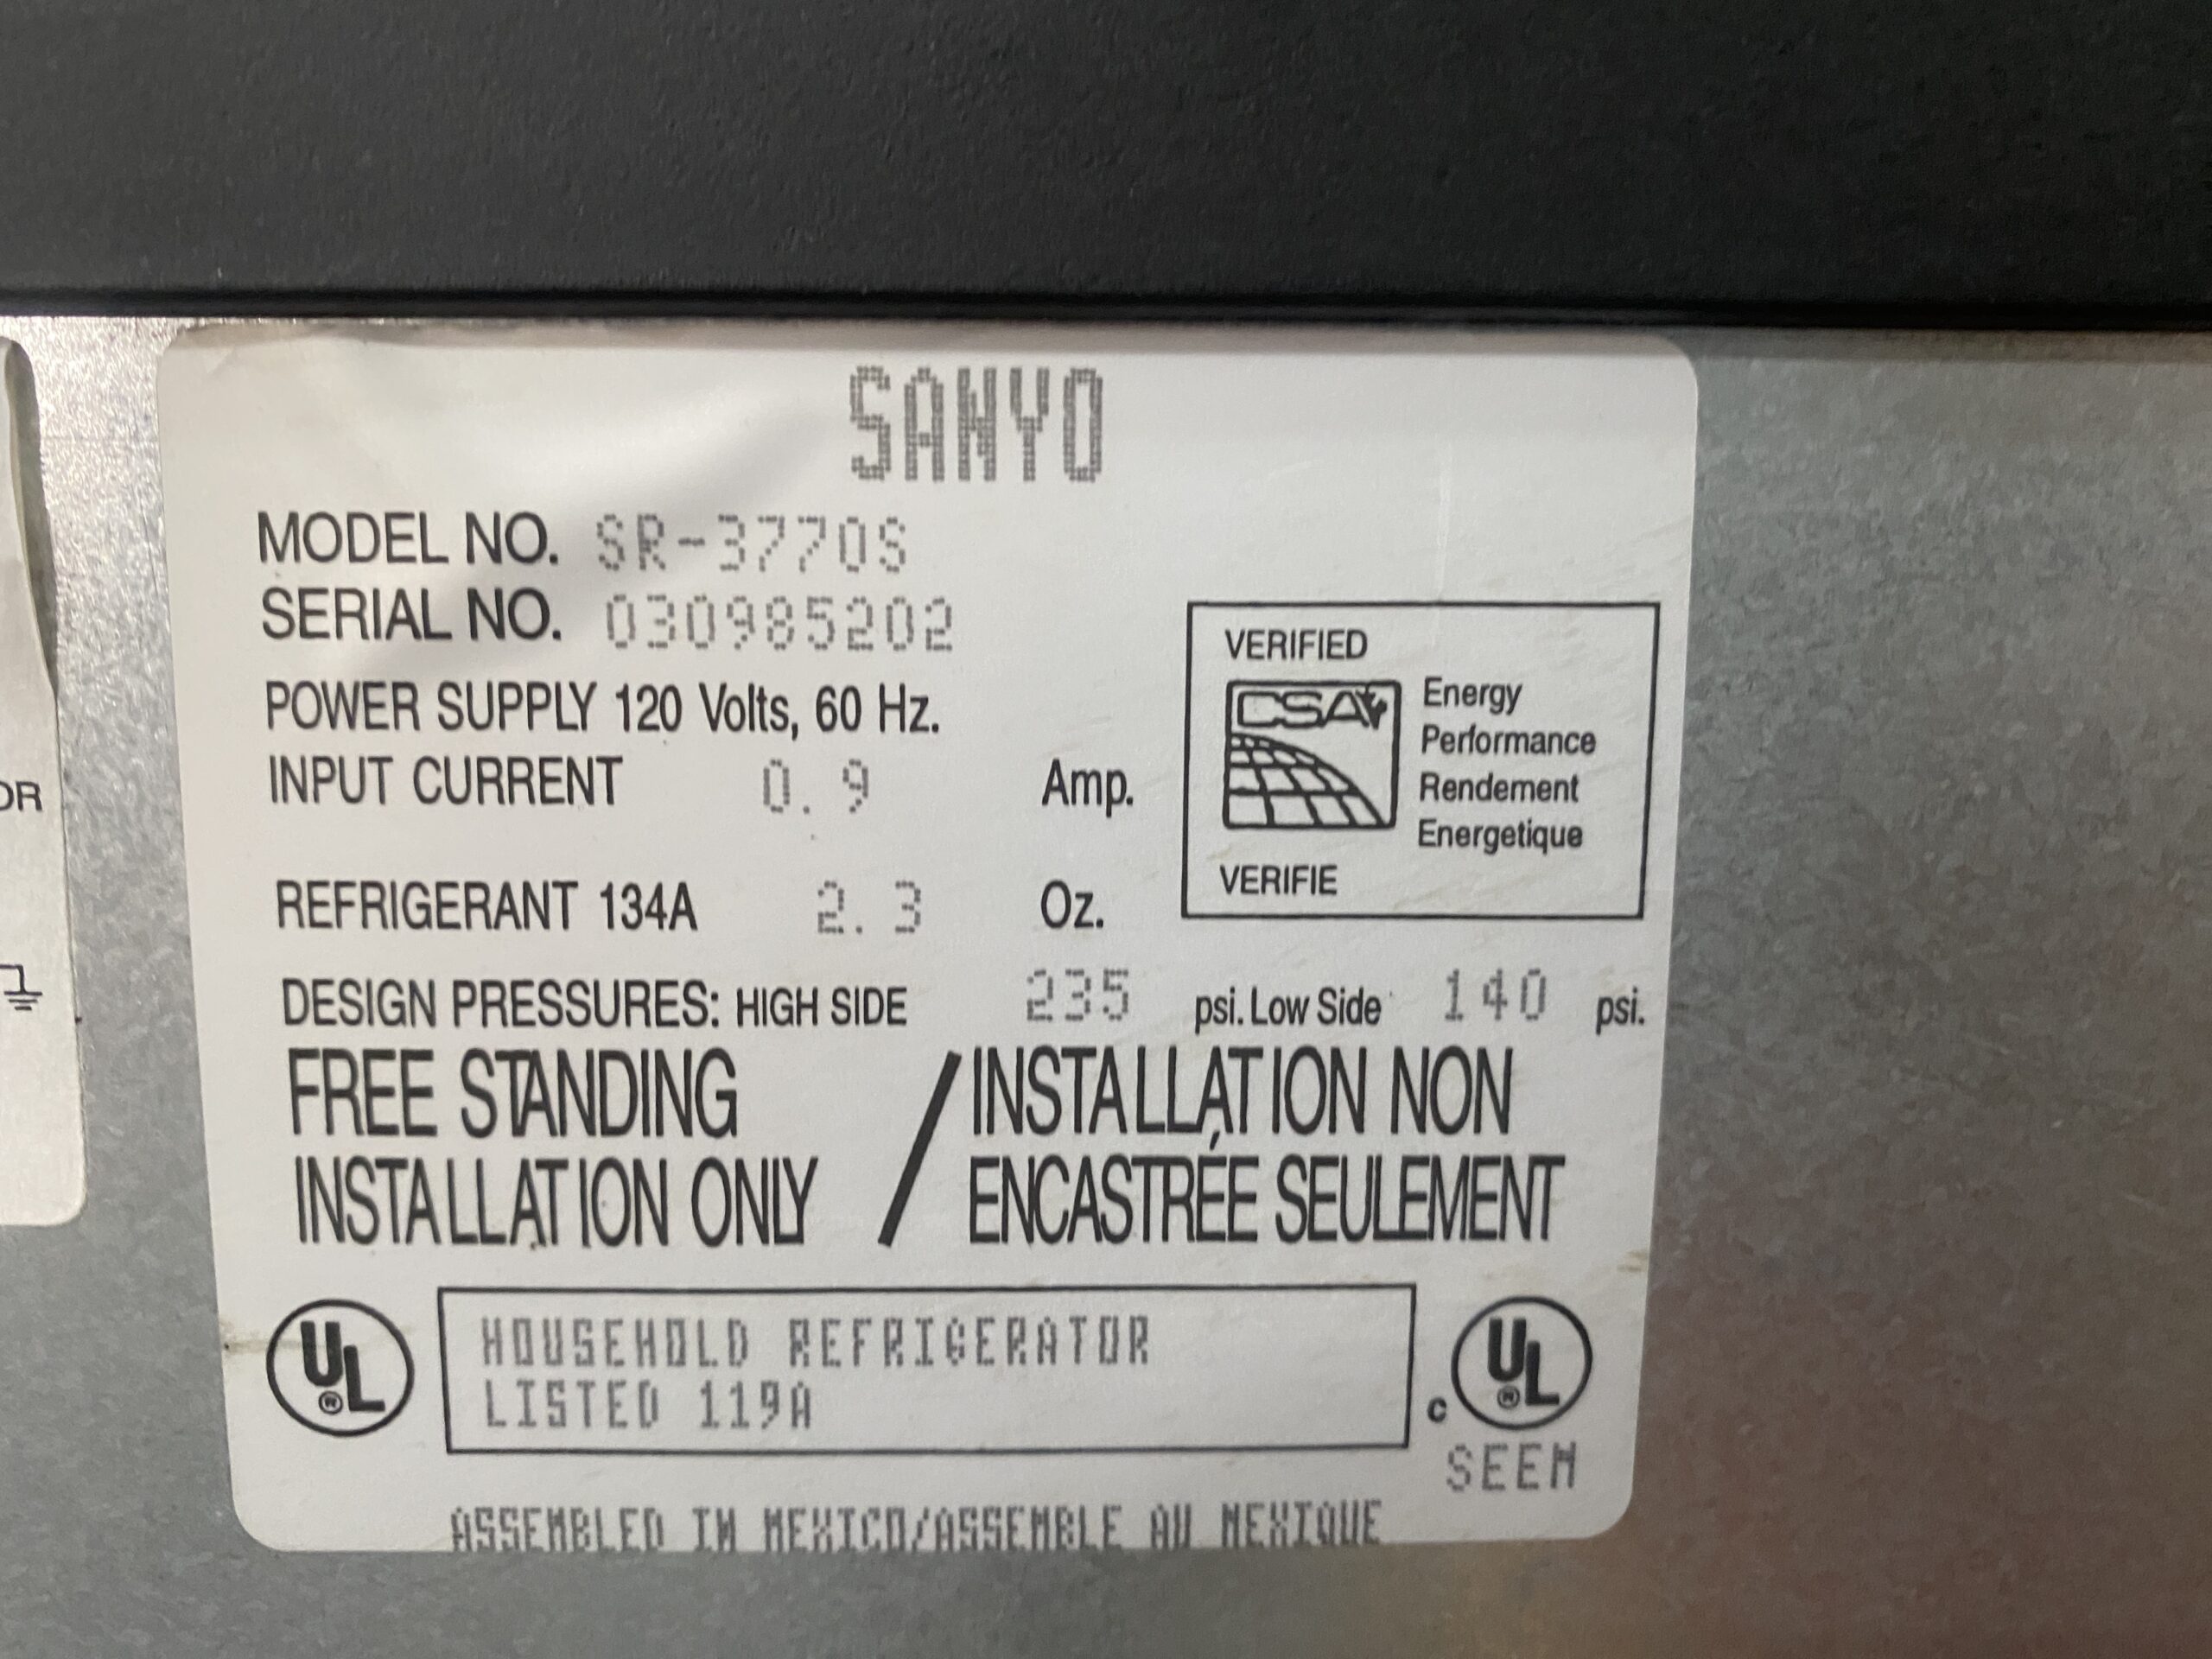 SANYO
MODEL NO. SR-3770S
SERIAL NO. 030985202
POWER SUPPLY 120 Volts, 60 Hz.
INPUT CURRENT 0.9 Amp.
REFRIGERANT 134A 2.3 Oz.
VERIFIED
CSA
Energy
Performance
Rendement
Energetique
VERIFIE
DESIGN PRESSURES: HIGH SIDE 235 psi. Low Side 140 psi.
FREE STANDING
INSTALLATION ONLY
/
INSTALLATION NON
ENCASTRÉE SEULEMENT
UL
HOUSEHOLD REFRIGERATOR
LISTED 119A
c UL
SEEM
ASSEMBLED IN MEXICO/ASSEMBLE AU MEXIQUE
OR